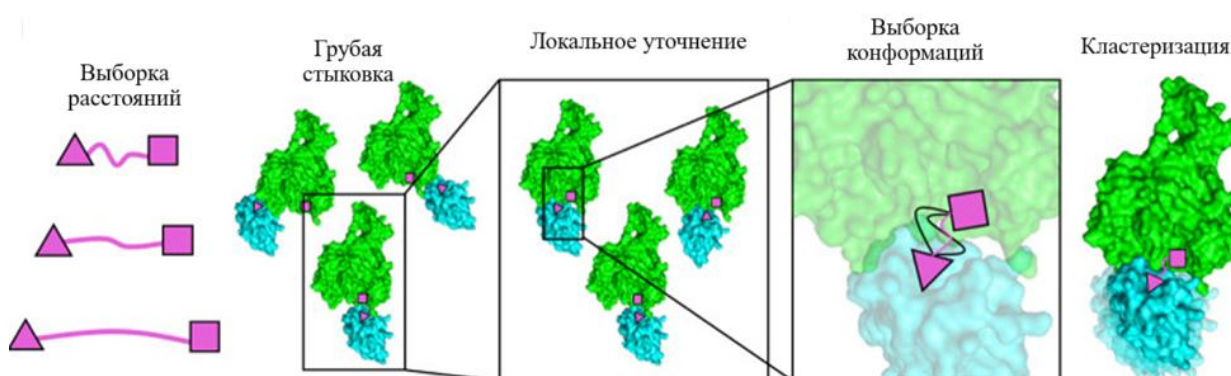 Выборка
расстояний
Грубая
стыковка
Локальное уточнение
Выборка
конформаций
Кластеризация